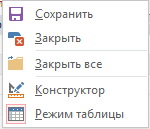 Сохранить
Закрыть
Закрыть все
Конструктор
Режим таблицы